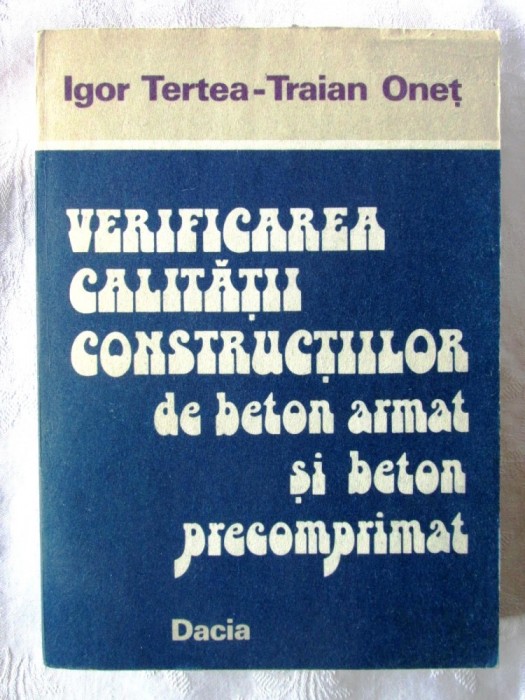 Igor Tertea-Traian Oneț
VERIFICAREA
CALITĂȚII
CONSTRUCȚIILOR
de beton armat
și beton
precomprimat
Dacia